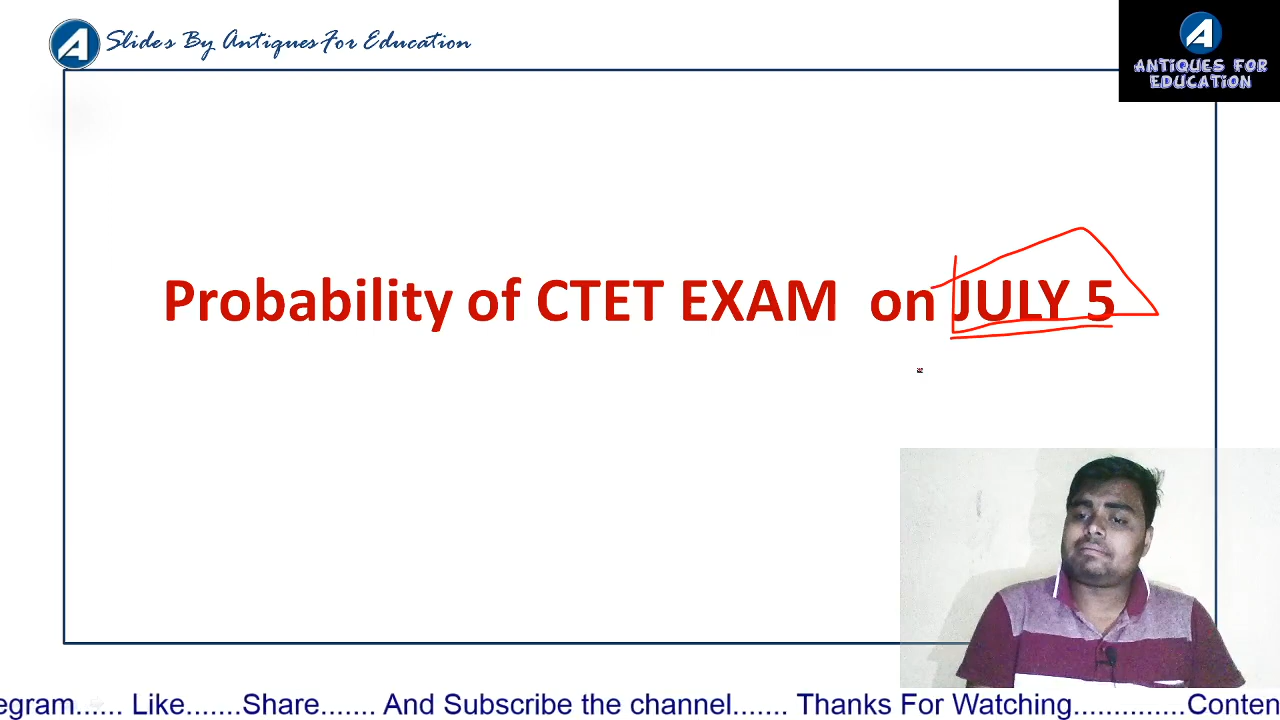 Slides By Antiques For Education
ANTIQUES FOR
EDUCATION
Probability of CTET EXAM on JULY 5
egram...... Like.......Share....... And Subscribe the channel....... Thanks For Watching..............Conten